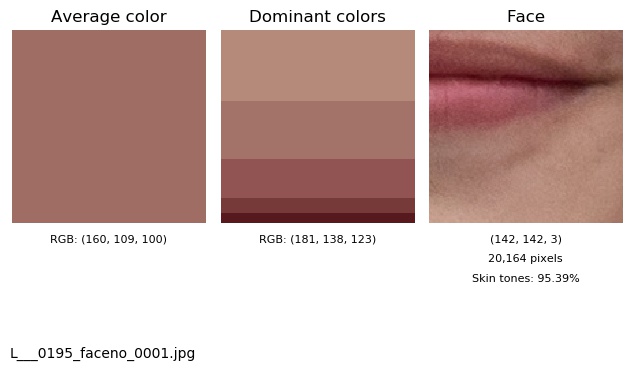 Average color
Dominant colors
Face
RGB: (160, 109, 100)
RGB: (181, 138, 123)
(142, 142, 3)
20,164 pixels
Skin tones: 95.39%
L___0195_faceno_0001.jpg